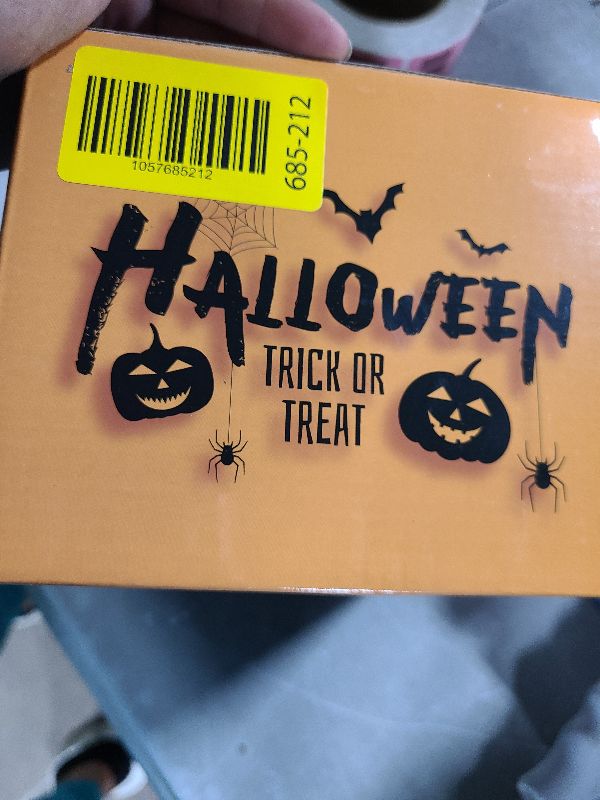 1057685212
685-212
HALLOWEEN
TRICK OR
TREAT